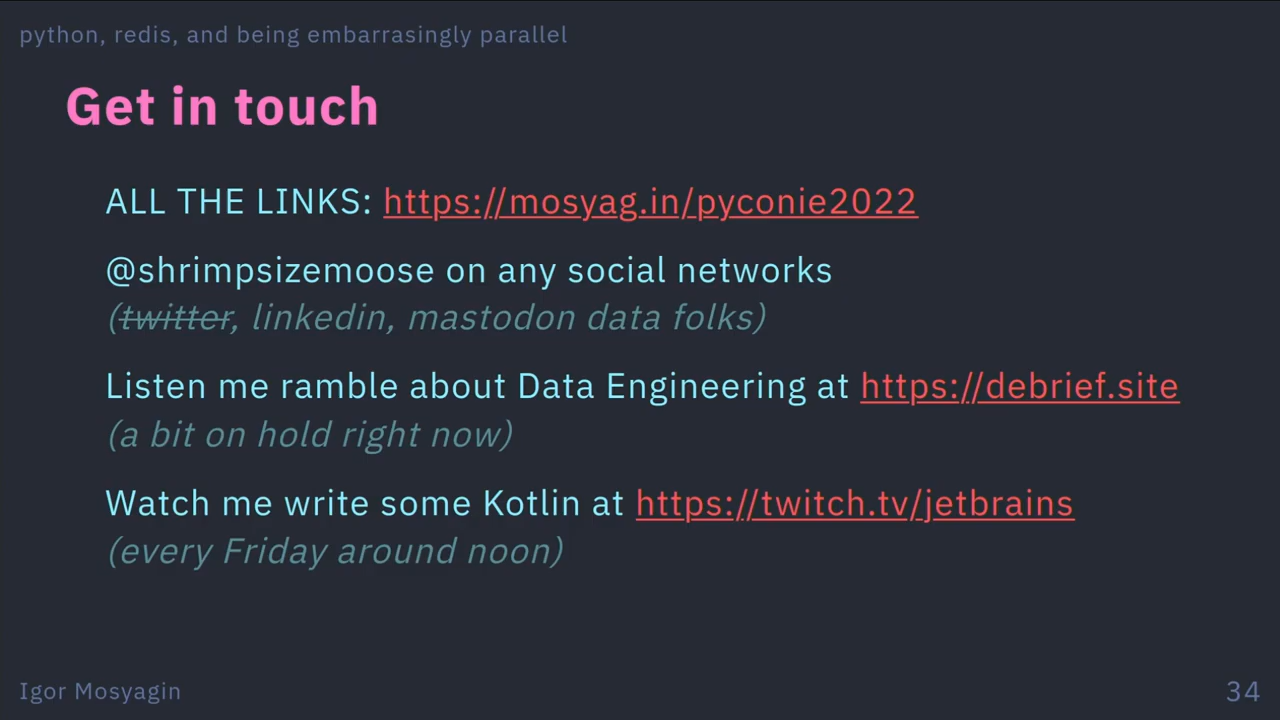 python, redis, and being embarrasingly parallel
Get in touch
ALL THE LINKS: https://mosyag.in/pyconie2022
@shrimpsizemoose on any social networks
(twitter, linkedin, mastodon data folks)
Listen me ramble about Data Engineering at https://debrief.site
(a bit on hold right now)
Watch me write some Kotlin at https://twitch.tv/jetbrains
(every Friday around noon)
Igor Mosyagin
34